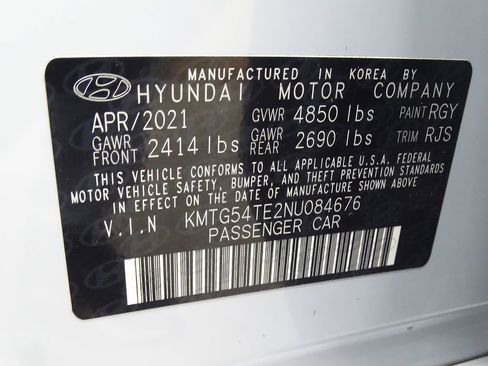 MANUFACTURED IN KOREA BY
HYUNDAI MOTOR COMPANY
APR/2021 GVWR 4850 lbs PAINT RGY
GAWR FRONT 2414 lbs GAWR REAR 2690 lbs TRIM RJS
THIS VEHICLE CONFORMS TO ALL APPLICABLE U.S.A. FEDERAL
MOTOR VEHICLE SAFETY, BUMPER, AND THEFT PREVENTION STANDARDS
IN EFFECT ON THE DATE OF MANUFACTURE SHOWN ABOVE.
V.I.N KMTG54TE2NU084676
PASSENGER CAR